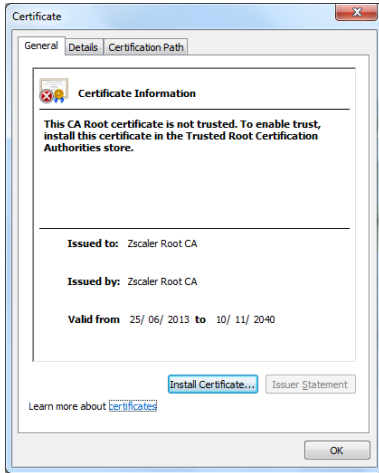 Certificate
General Details Certification Path
Certificate Information
This CA Root certificate is not trusted. To enable trust,
install this certificate in the Trusted Root Certification
Authorities store.
Issued to: Zscaler Root CA
Issued by: Zscaler Root CA
Valid from 25/ 06/ 2013 to 10/ 11/ 2040
Install Certificate... Issuer Statement
Learn more about certificates
OK